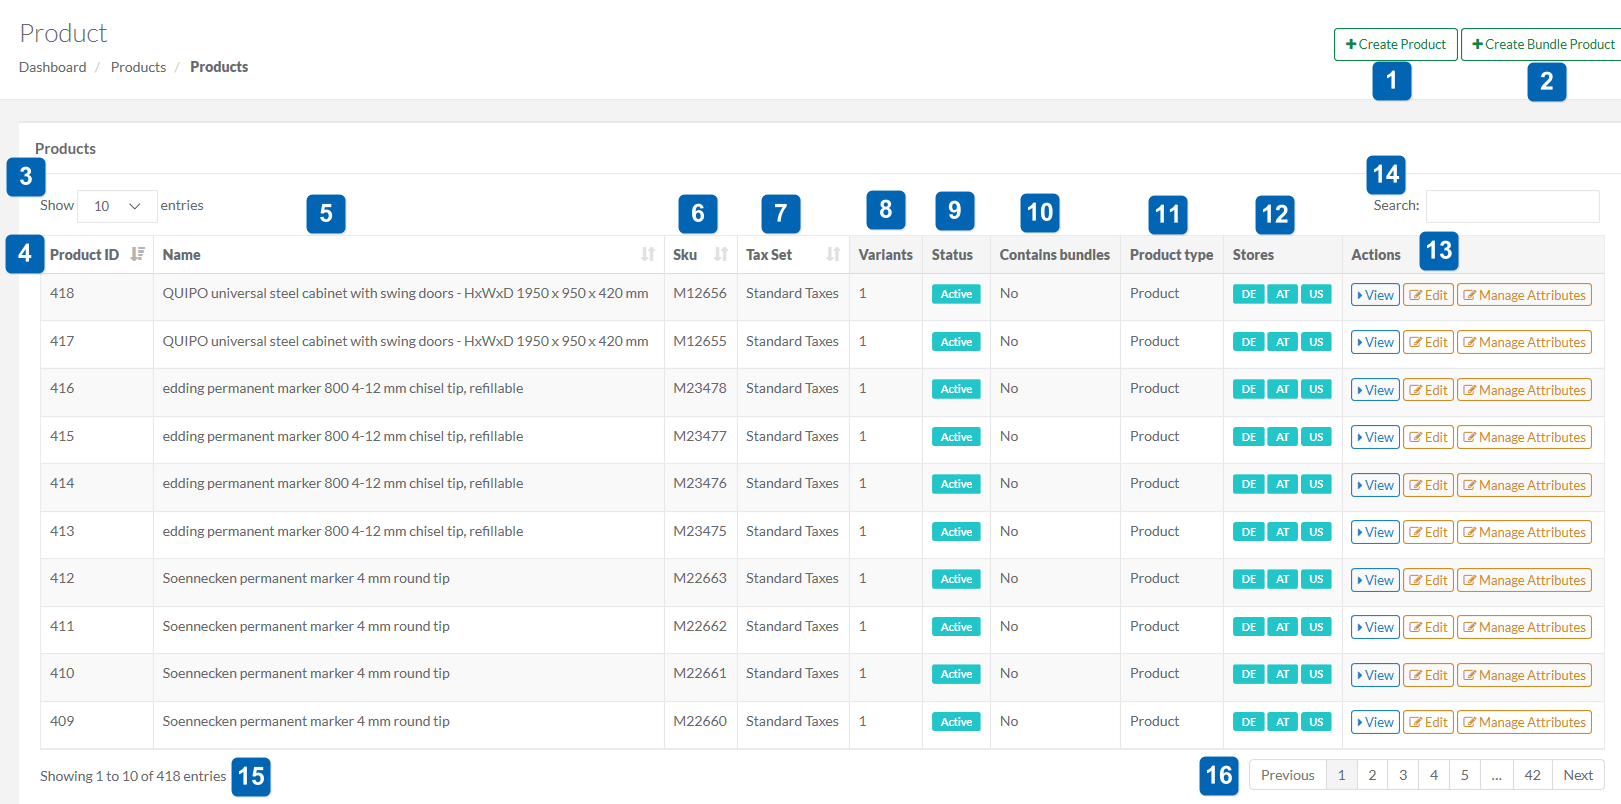 Product
Dashboard / Products / Products
Create Product
Create Bundle Product
1
2
Products
3
14
Show 10 entries
Search:
5
6
7
8
9
10
11
12
13
4
Product ID Name Sku Tax Set Variants Status Contains bundles Product type Stores Actions
418 QUIPO universal steel cabinet with swing doors - HxWxD 1950 x 950 x 420 mm M12656 Standard Taxes 1 Active No Product DE AT US View Edit Manage Attributes
417 QUIPO universal steel cabinet with swing doors - HxWxD 1950 x 950 x 420 mm M12655 Standard Taxes 1 Active No Product DE AT US View Edit Manage Attributes
416 edding permanent marker 800 4-12 mm chisel tip, refillable M23478 Standard Taxes 1 Active No Product DE AT US View Edit Manage Attributes
415 edding permanent marker 800 4-12 mm chisel tip, refillable M23477 Standard Taxes 1 Active No Product DE AT US View Edit Manage Attributes
414 edding permanent marker 800 4-12 mm chisel tip, refillable M23476 Standard Taxes 1 Active No Product DE AT US View Edit Manage Attributes
413 edding permanent marker 800 4-12 mm chisel tip, refillable M23475 Standard Taxes 1 Active No Product DE AT US View Edit Manage Attributes
412 Soennecken permanent marker 4 mm round tip M22663 Standard Taxes 1 Active No Product DE AT US View Edit Manage Attributes
411 Soennecken permanent marker 4 mm round tip M22662 Standard Taxes 1 Active No Product DE AT US View Edit Manage Attributes
410 Soennecken permanent marker 4 mm round tip M22661 Standard Taxes 1 Active No Product DE AT US View Edit Manage Attributes
409 Soennecken permanent marker 4 mm round tip M22660 Standard Taxes 1 Active No Product DE AT US View Edit Manage Attributes
Showing 1 to 10 of 418 entries
15
16
Previous 1 2 3 4 5 ... 42 Next